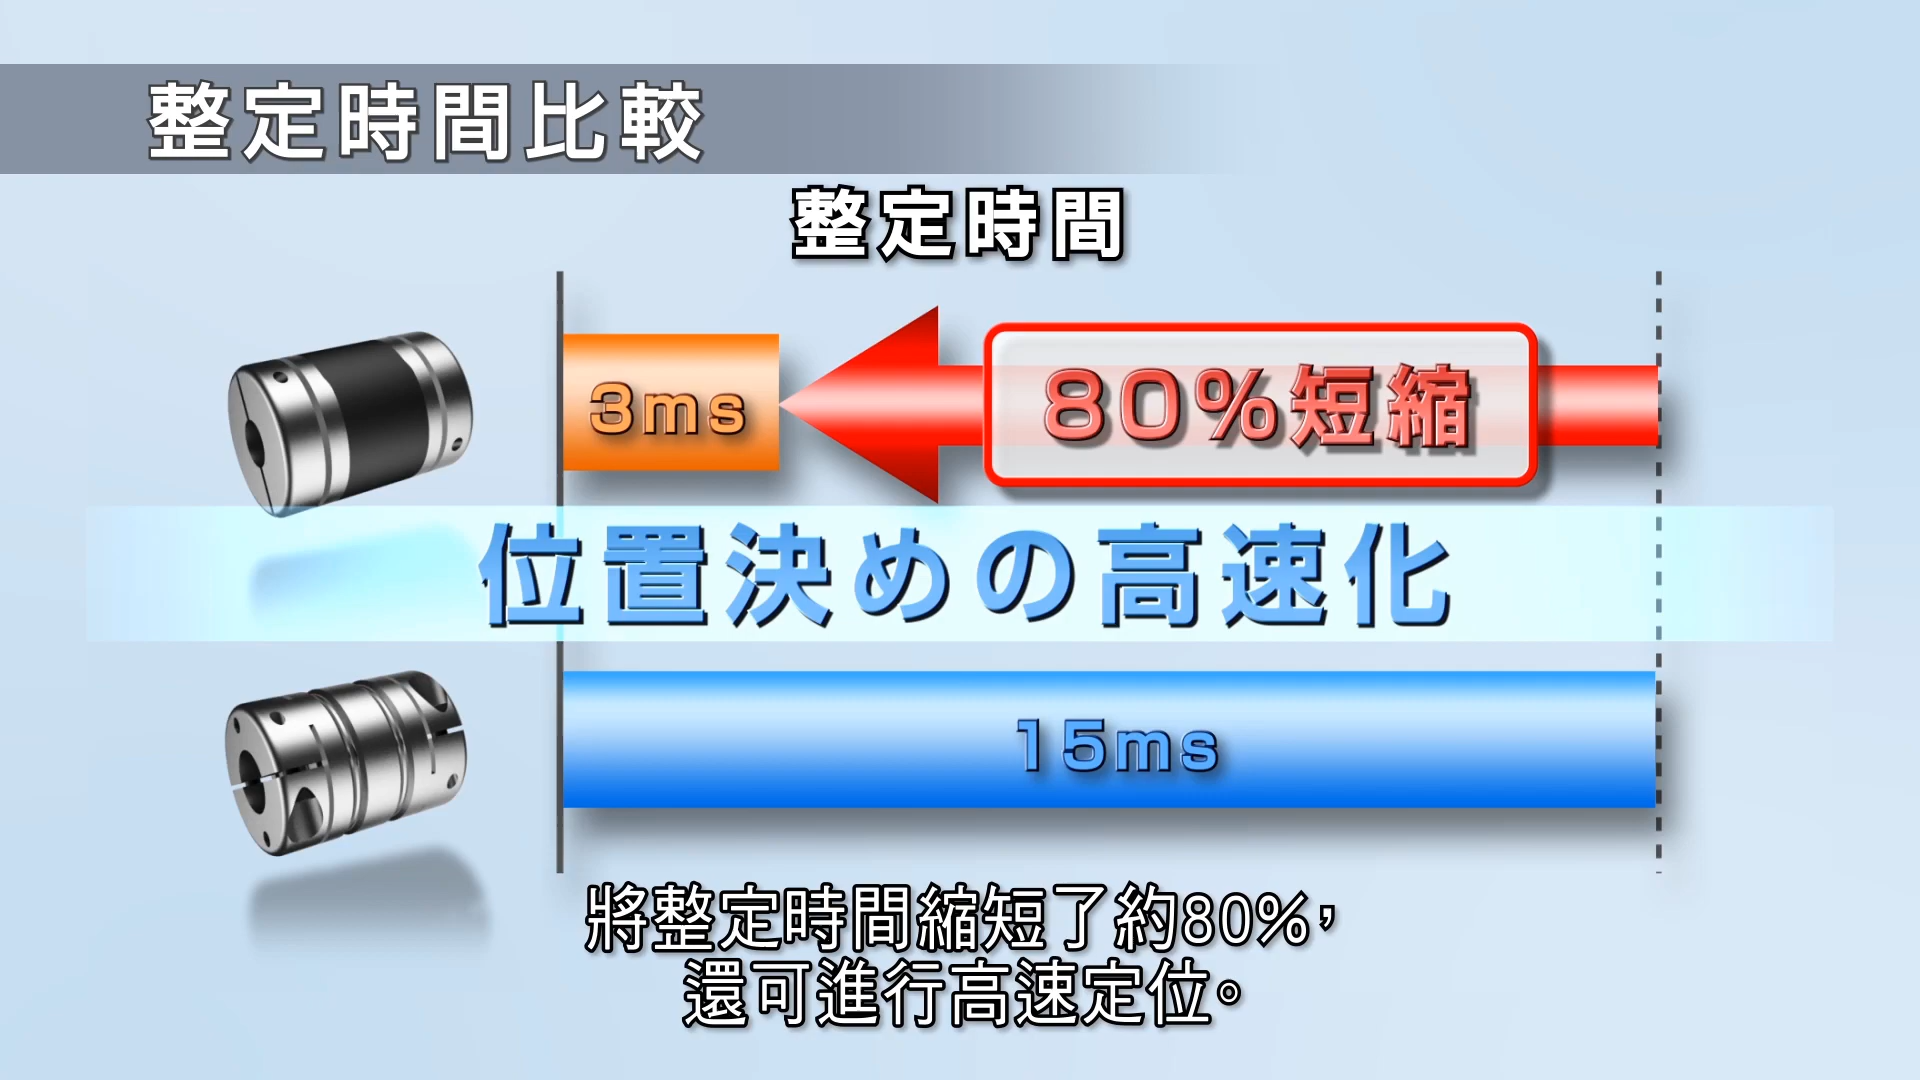 整定時間比較
整定時間
3ms
80%短縮
位置決めの高速化
15ms
將整定時間縮短了約80%，
還可進行高速定位。